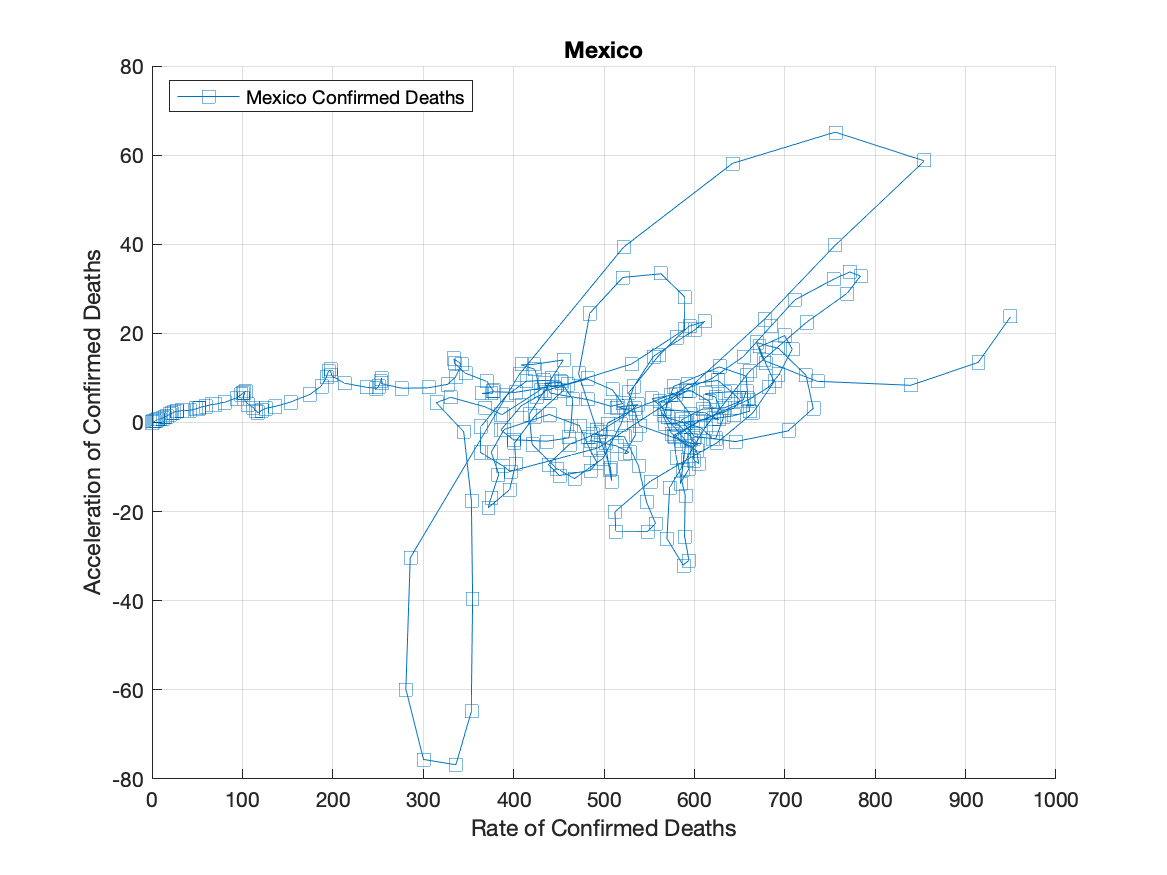 Mexico
80
Mexico Confirmed Deaths
60
40
20
0
-20
-40
-60
-80
Acceleration of Confirmed Deaths
0 100 200 300 400 500 600 700 800 900 1000
Rate of Confirmed Deaths